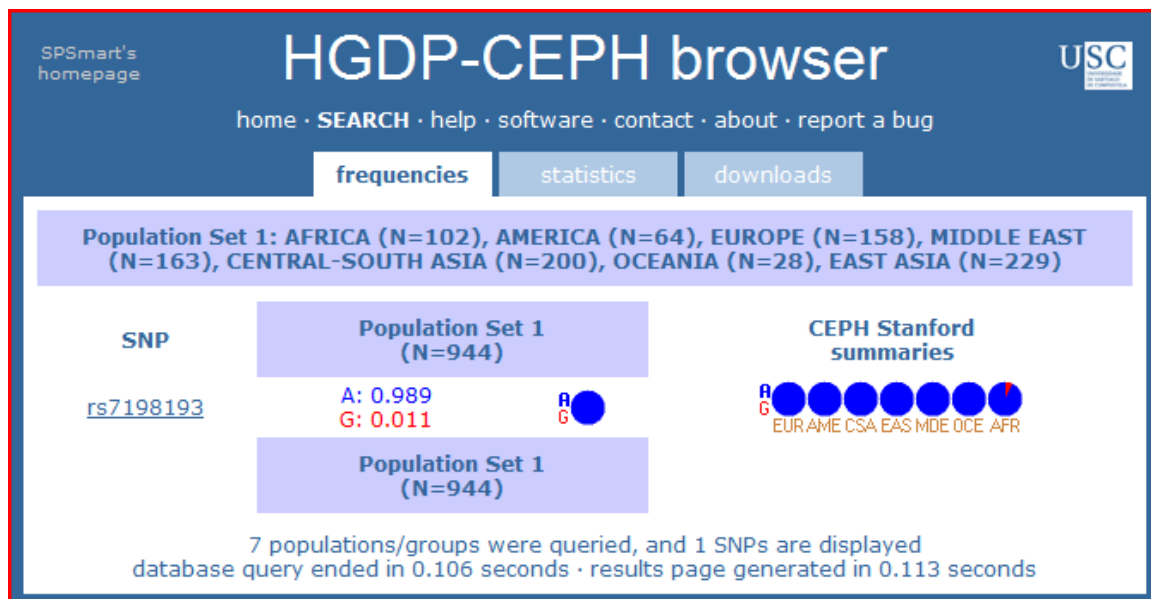 SPSmart's
homepage
HGDP-CEPH browser
USC
home · SEARCH · help · software · contact · about · report a bug
frequencies statistics downloads
Population Set 1: AFRICA (N=102), AMERICA (N=64), EUROPE (N=158), MIDDLE EAST
(N=163), CENTRAL-SOUTH ASIA (N=200), OCEANIA (N=28), EAST ASIA (N=229)
SNP
Population Set 1
(N=944)
CEPH Stanford
summaries
rs7198193
A: 0.989
G: 0.011
A
G
A
G
EUR AME CSA EAS MDE OCE AFR
Population Set 1
(N=944)
7 populations/groups were queried, and 1 SNPs are displayed
database query ended in 0.106 seconds · results page generated in 0.113 seconds